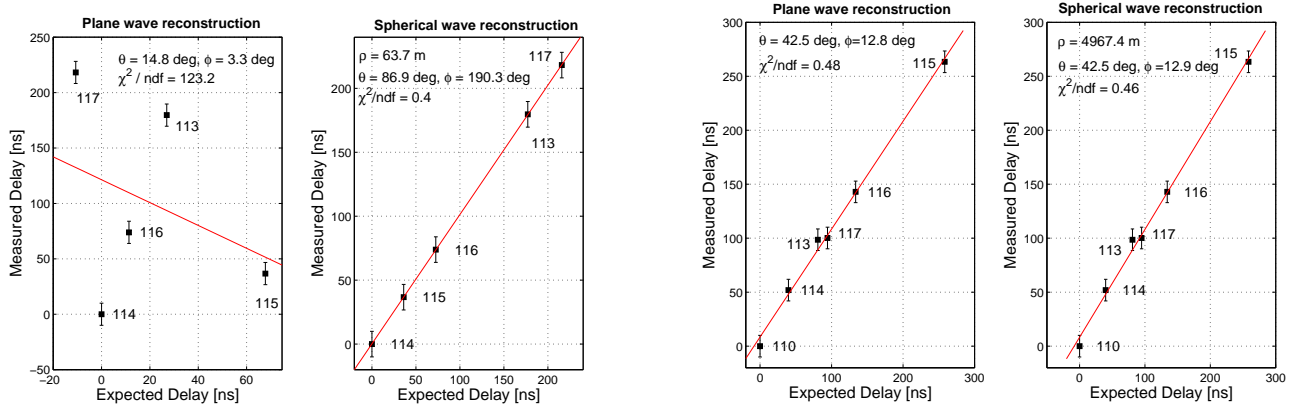 Plane wave reconstruction
θ = 14.8 deg, ϕ = 3.3 deg
χ² / ndf = 123.2
117
113
116
115
114
250
200
150
100
50
0
−50
−20
0
20
40
60
Measured Delay [ns]
Expected Delay [ns]
Spherical wave reconstruction
ρ = 63.7 m
θ = 86.9 deg, ϕ = 190.3 deg
χ²/ndf = 0.4
117
113
116
115
114
200
100
0
0
50
100
150
200
Measured Delay [ns]
Expected Delay [ns]
Plane wave reconstruction
θ = 42.5 deg, ϕ=12.8 deg
χ²/ndf = 0.48
115
116
113
117
114
110
300
250
200
150
100
50
0
0
100
200
300
Measured Delay [ns]
Expected Delay [ns]
Spherical wave reconstruction
ρ = 4967.4 m
θ = 42.5 deg, ϕ =12.9 deg
χ²/ndf = 0.46
115
116
113
117
114
110
300
250
200
150
100
50
0
0
100
200
300
Measured Delay [ns]
Expected Delay [ns]